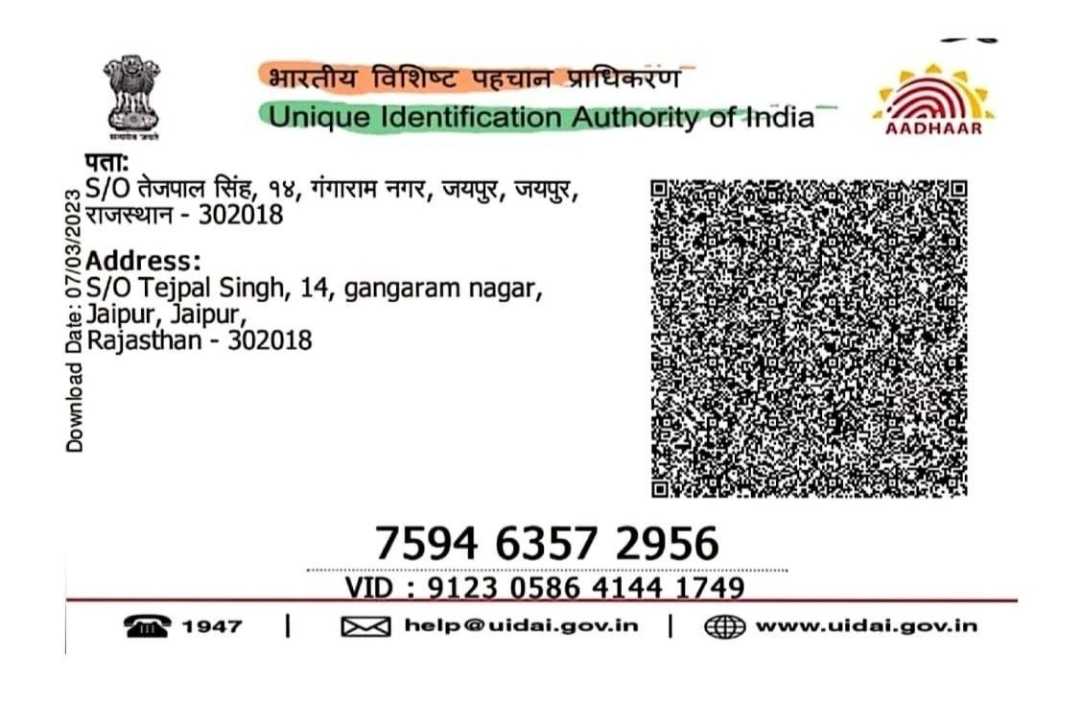 भारतीय विशिष्ट पहचान प्राधिकरण
Unique Identification Authority of India
सत्यमेव जयते
AADHAAR
पता:
S/O तेजपाल सिंह, १४, गंगाराम नगर, जयपुर, जयपुर,
राजस्थान - 302018
Address:
S/O Tejpal Singh, 14, gangaram nagar,
Jaipur, Jaipur,
Rajasthan - 302018
Download Date: 07/03/2023
7594 6357 2956
VID : 9123 0586 4144 1749
1947 | help@uidai.gov.in | www.uidai.gov.in